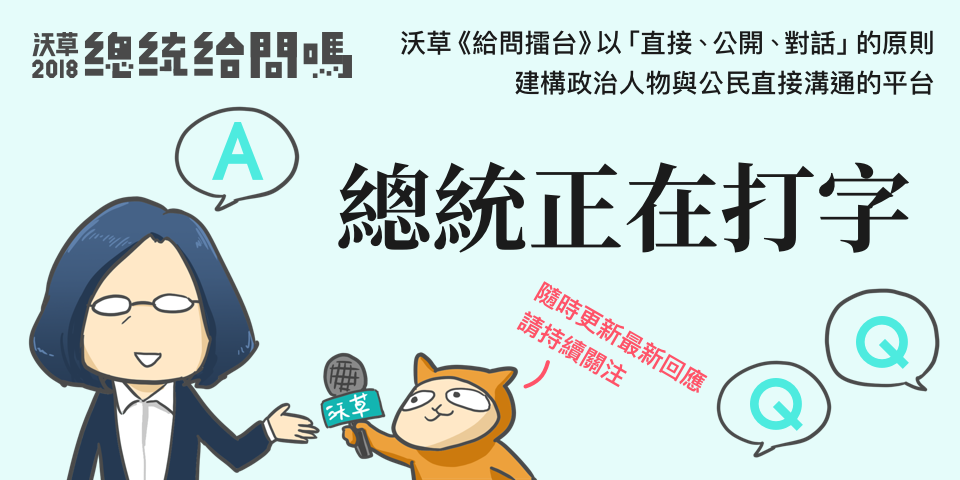 沃草
2018
總統給問嗎
沃草《給問擂台》以「直接、公開、對話」的原則
建構政治人物與公民直接溝通的平台
A
總統正在打字
隨時更新最新回應
請持續關注
沃草
Q
Q